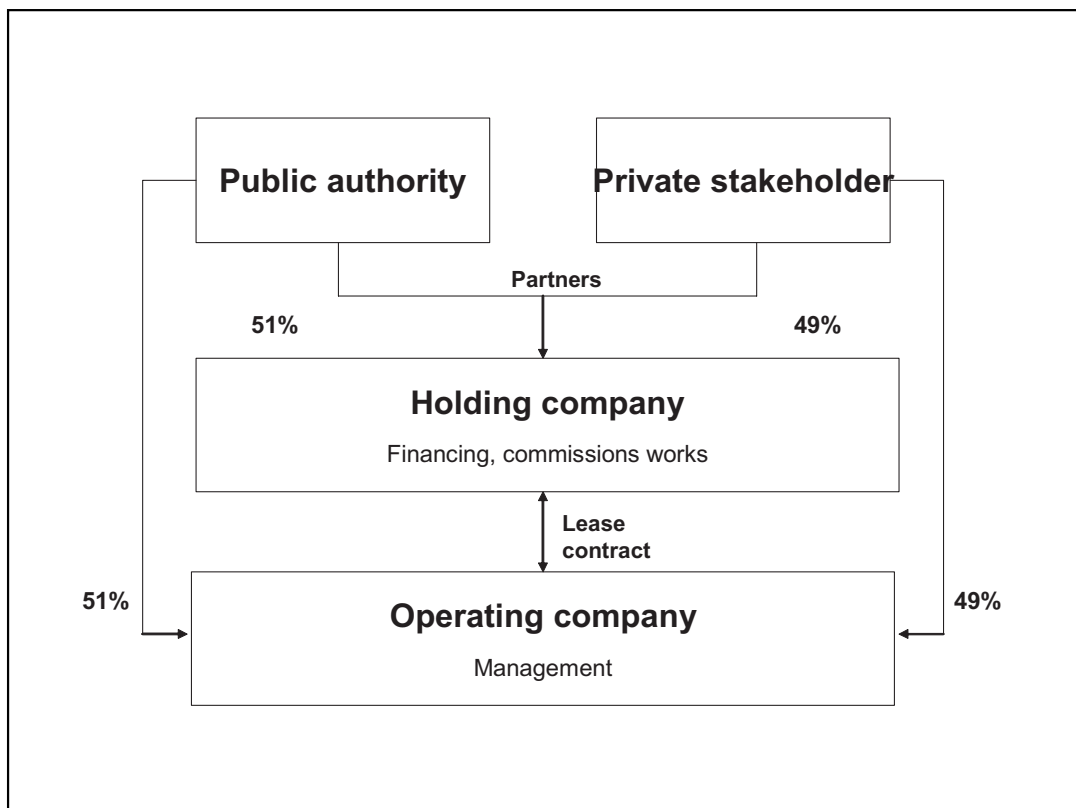 Public authority
Private stakeholder
Partners
51%
49%
Holding company
Financing, commissions works
Lease
contract
51%
Operating company
49%
Management